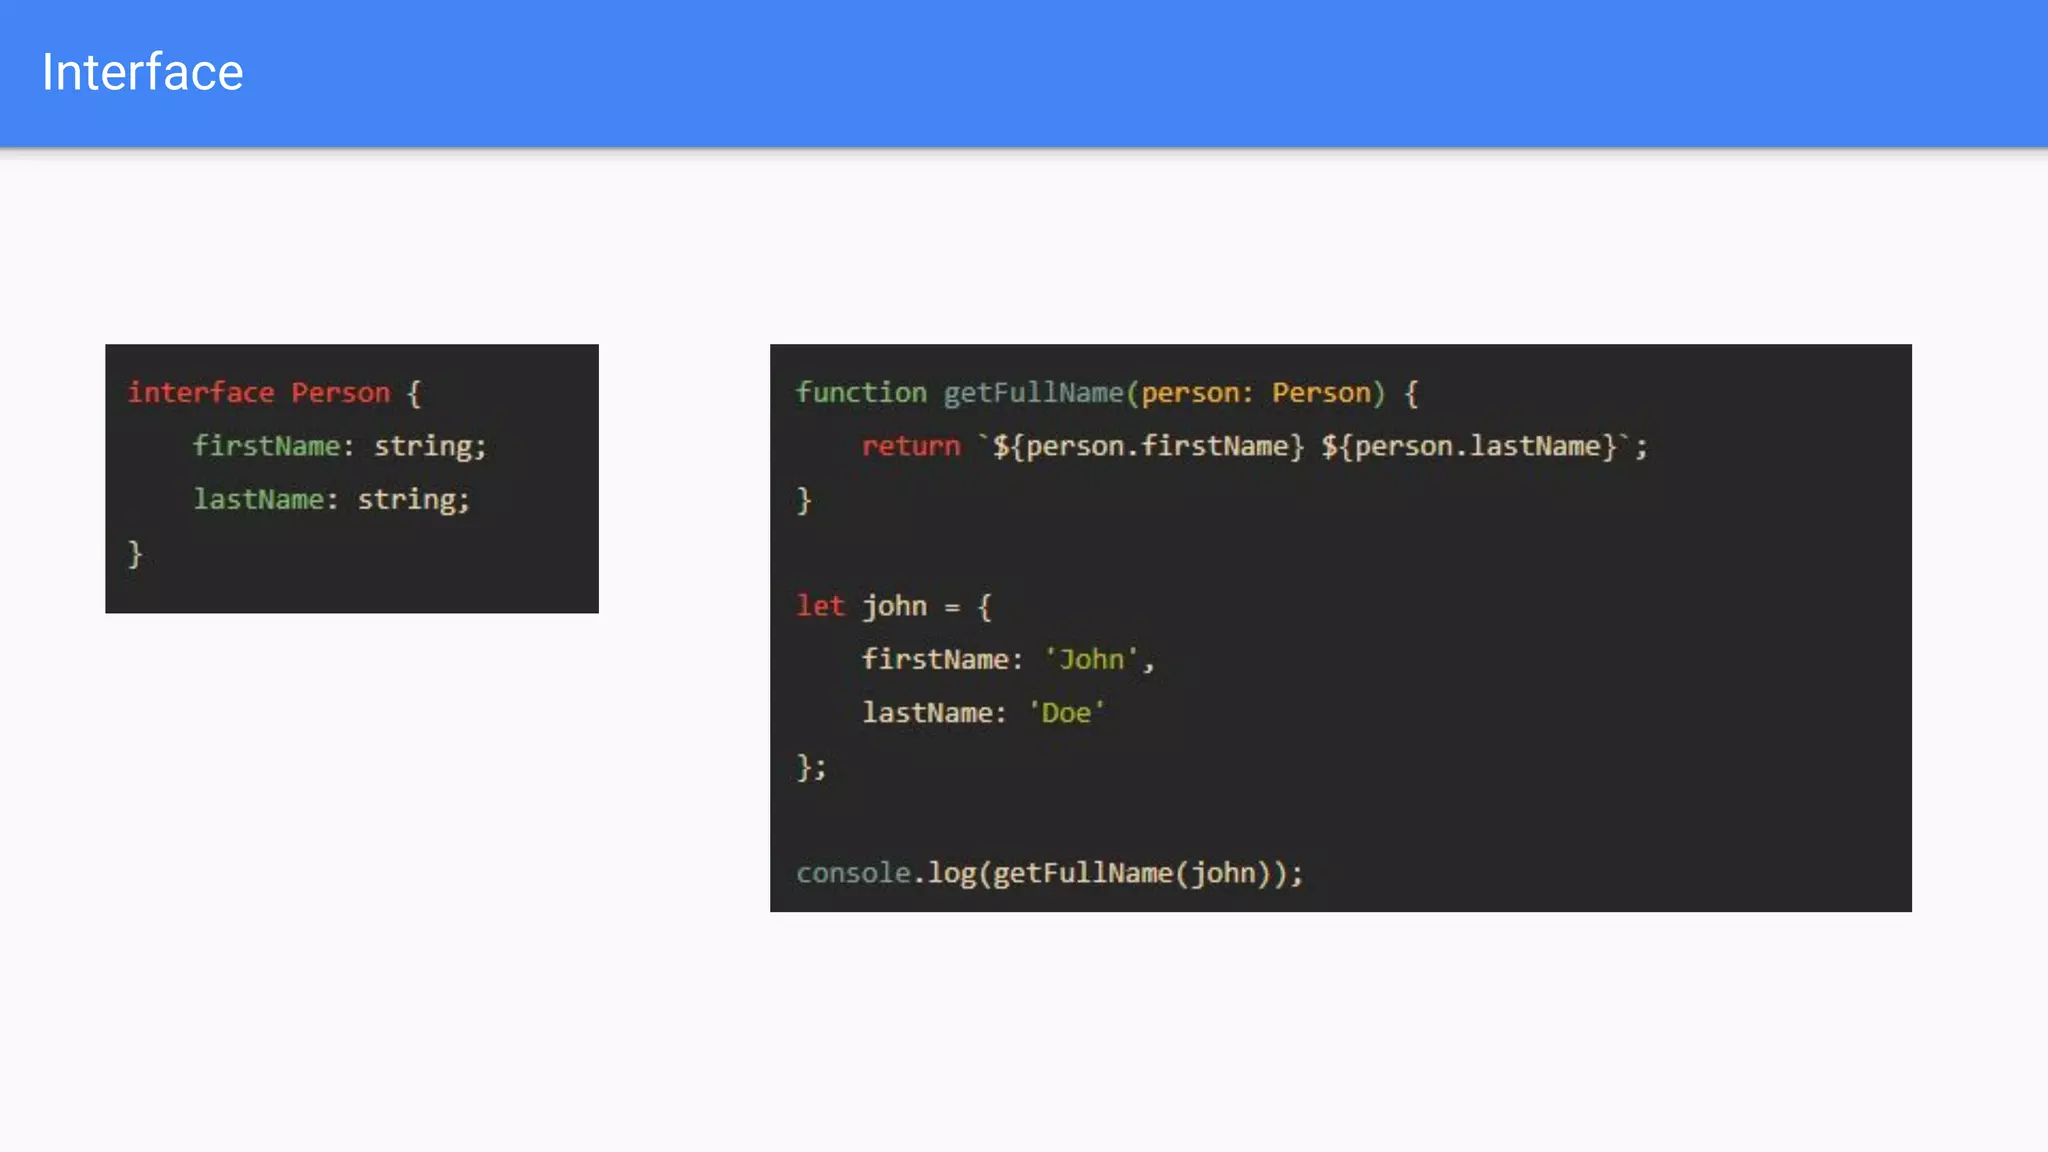 Interface
interface Person {
    firstName: string;
    lastName: string;
}
function getFullName(person: Person) {
    return `${person.firstName} ${person.lastName}`;
}
let john = {
    firstName: 'John',
    lastName: 'Doe'
};
console.log(getFullName(john));